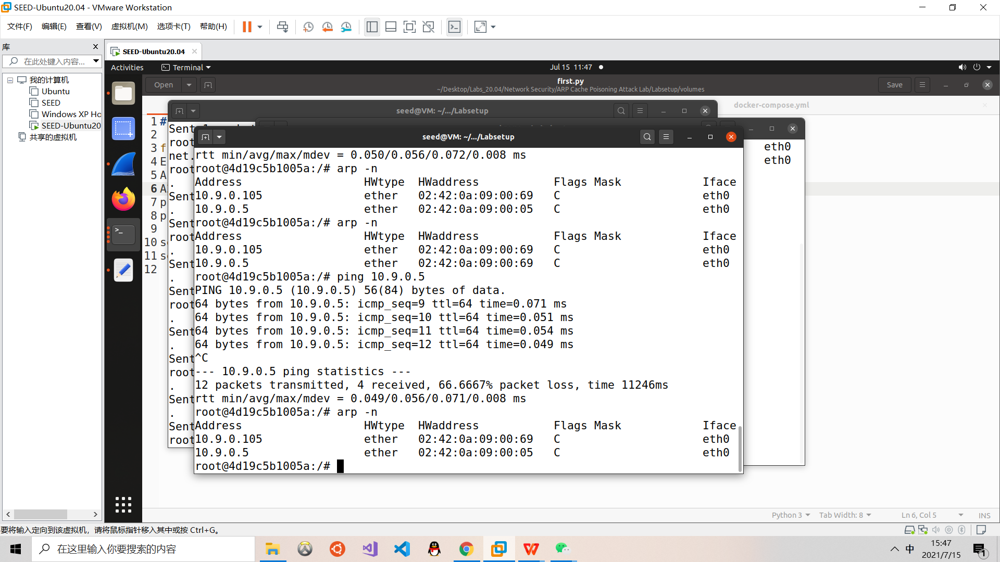 SEED-Ubuntu20.04 - VMware Workstation
文件(F) 编辑(E) 查看(V) 虚拟机(M) 选项卡(T) 帮助(H)
库
SEED-Ubuntu20.04
在此处键入内容...
Activities Terminal Jul 15 11:47
我的计算机
Ubuntu
SEED
Windows XP Ho
SEED-Ubuntu20
共享的虚拟机
Open first.py Save
~/Desktop/Labs_20.04/Network Security/ARP Cache Poisoning Attack Lab/Labsetup/volumes
docker-compose.yml
seed@VM: ~/.../Labsetup
1 #
2
3 f
4 E
5 A
6 A
7 p
8 p
9
10 s
11 s
12
Sent
root
net.
root
.
Sent
.
Sent
root
.
Sent
.
Sent
root
.
Sent
.
Sent
root
.
Sent
.
Sent
root
eth0
eth0
seed@VM: ~/.../Labsetup
rtt min/avg/max/mdev = 0.050/0.056/0.072/0.008 ms
root@4d19c5b1005a:/# arp -n
Address HWtype HWaddress Flags Mask Iface
10.9.0.105 ether 02:42:0a:09:00:69 C eth0
10.9.0.5 ether 02:42:0a:09:00:05 C eth0
root@4d19c5b1005a:/# arp -n
Address HWtype HWaddress Flags Mask Iface
10.9.0.105 ether 02:42:0a:09:00:69 C eth0
10.9.0.5 ether 02:42:0a:09:00:69 C eth0
root@4d19c5b1005a:/# ping 10.9.0.5
PING 10.9.0.5 (10.9.0.5) 56(84) bytes of data.
64 bytes from 10.9.0.5: icmp_seq=9 ttl=64 time=0.071 ms
64 bytes from 10.9.0.5: icmp_seq=10 ttl=64 time=0.051 ms
64 bytes from 10.9.0.5: icmp_seq=11 ttl=64 time=0.054 ms
64 bytes from 10.9.0.5: icmp_seq=12 ttl=64 time=0.049 ms
^C
--- 10.9.0.5 ping statistics ---
12 packets transmitted, 4 received, 66.6667% packet loss, time 11246ms
rtt min/avg/max/mdev = 0.049/0.056/0.071/0.008 ms
root@4d19c5b1005a:/# arp -n
Address HWtype HWaddress Flags Mask Iface
10.9.0.105 ether 02:42:0a:09:00:69 C eth0
10.9.0.5 ether 02:42:0a:09:00:05 C eth0
root@4d19c5b1005a:/#
Python 3 Tab Width: 8 Ln 6, Col 5 INS
要将输入定向到该虚拟机，请将鼠标指针移入其中或按 Ctrl+G。
在这里输入你要搜索的内容
中
15:47
2021/7/15
1